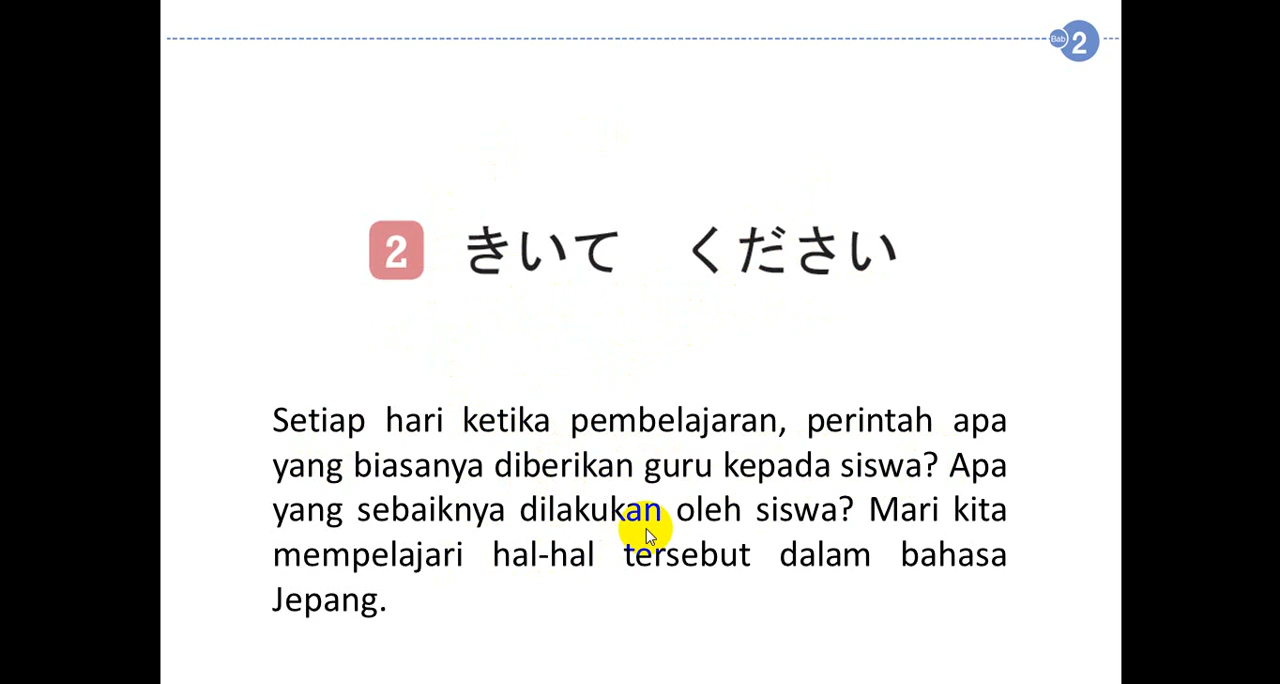 Bab 2
2 きいて ください
Setiap hari ketika pembelajaran, perintah apa
yang biasanya diberikan guru kepada siswa? Apa
yang sebaiknya dilakukan oleh siswa? Mari kita
mempelajari hal-hal tersebut dalam bahasa
Jepang.